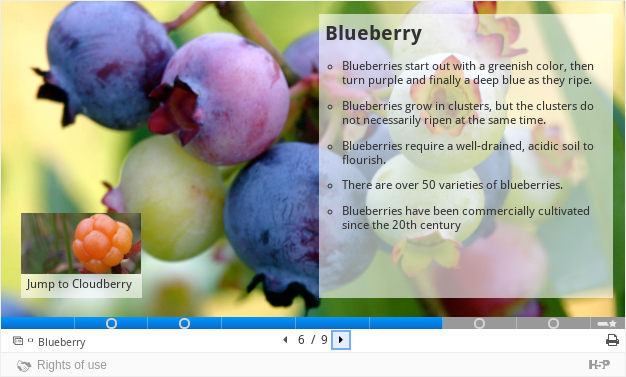 Blueberry
Blueberries start out with a greenish color, then
turn purple and finally a deep blue as they ripe.
Blueberries grow in clusters, but the clusters do
not necessarily ripen at the same time.
Blueberries require a well-drained, acidic soil to
flourish.
There are over 50 varieties of blueberries.
Blueberries have been commercially cultivated
since the 20th century
Jump to Cloudberry
Blueberry
6 / 9
Rights of use
H5P